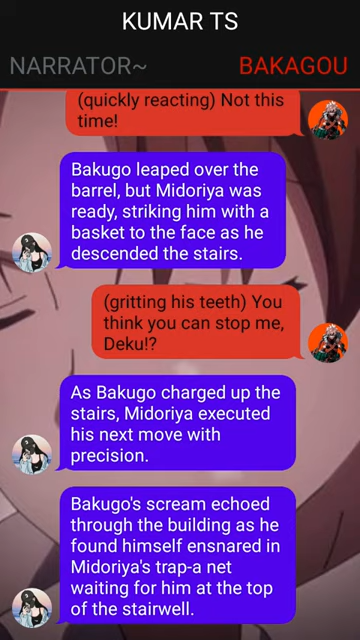 KUMAR TS
NARRATOR~ BAKAGOU
(quickly reacting) Not this
time!
Bakugo leaped over the
barrel, but Midoriya was
ready, striking him with a
basket to the face as he
descended the stairs.
(gritting his teeth) You
think you can stop me,
Deku!?
As Bakugo charged up the
stairs, Midoriya executed
his next move with
precision.
Bakugo's scream echoed
through the building as he
found himself ensnared in
Midoriya's trap-a net
waiting for him at the top
of the stairwell.